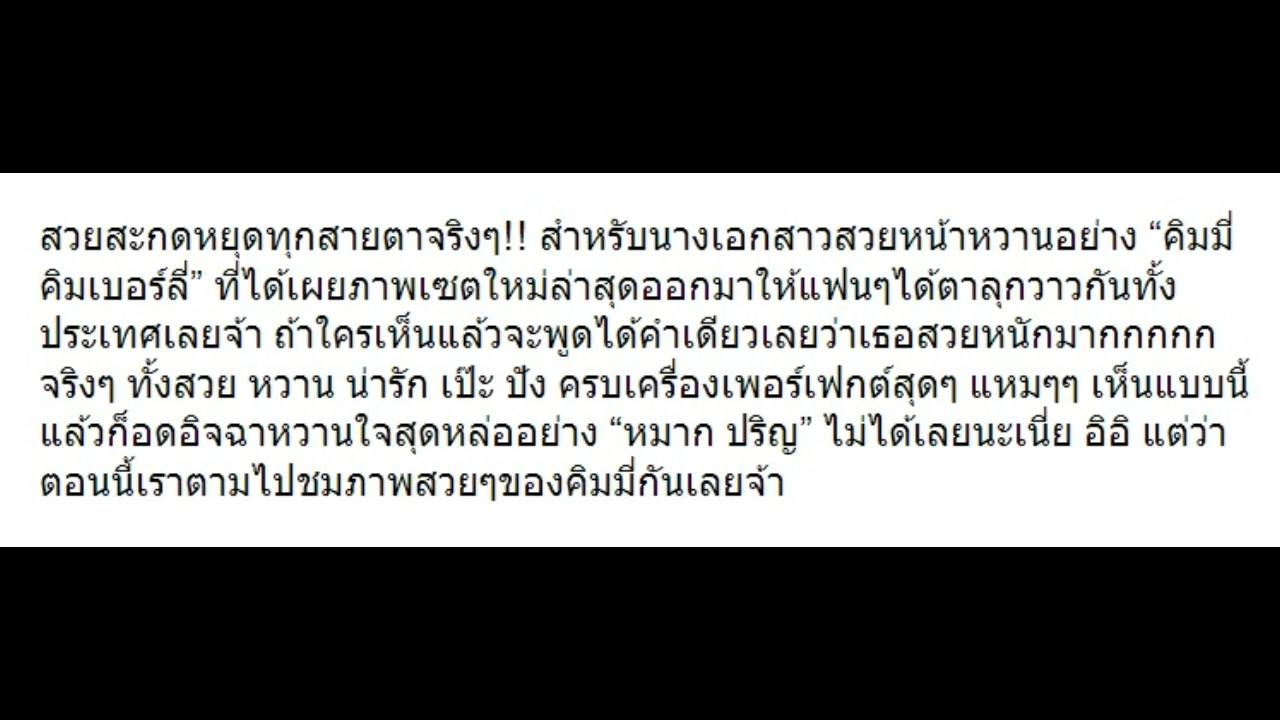 สวยสะกดหยุดทุกสายตาจริงๆ!! สำหรับนางเอกสาวสวยหน้าหวานอย่าง “คิมมี่
คิมเบอร์ลี่” ที่ได้เผยภาพเซตใหม่ล่าสุดออกมาให้แฟนๆได้ตาลุกวาวกันทั้ง
ประเทศเลยจ้า ถ้าใครเห็นแล้วจะพูดได้คำเดียวเลยว่าเธอสวยหนักมากกกกกก
จริงๆ ทั้งสวย หวาน น่ารัก เป๊ะ ปัง ครบเครื่องเพอร์เฟกต์สุดๆ แหมๆๆ เห็นแบบนี้
แล้วก็อดอิจฉาหวานใจสุดหล่ออย่าง “หมาก ปริญ” ไม่ได้เลยนะเนี่ย อิอิ แต่ว่า
ตอนนี้เราตามไปชมภาพสวยๆของคิมมี่กันเลยจ้า